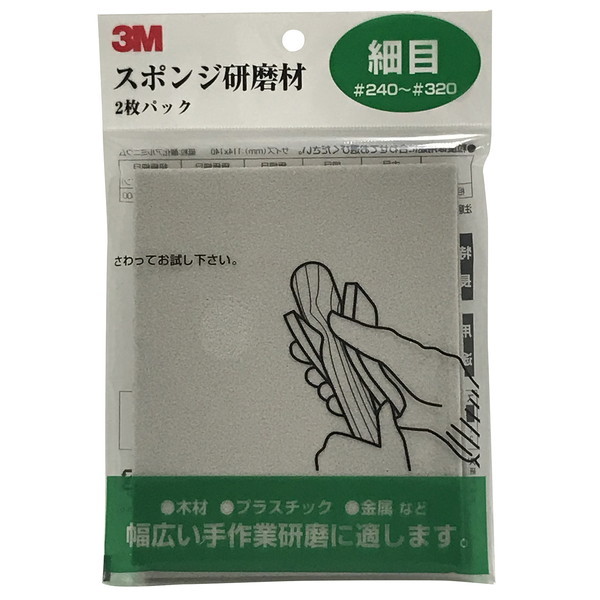 3M
スポンジ研磨材
2枚パック
細目
#240～#320
さわってお試し下さい。
●木材 ●プラスチック ●金属 など
幅広い手作業研磨に適します。